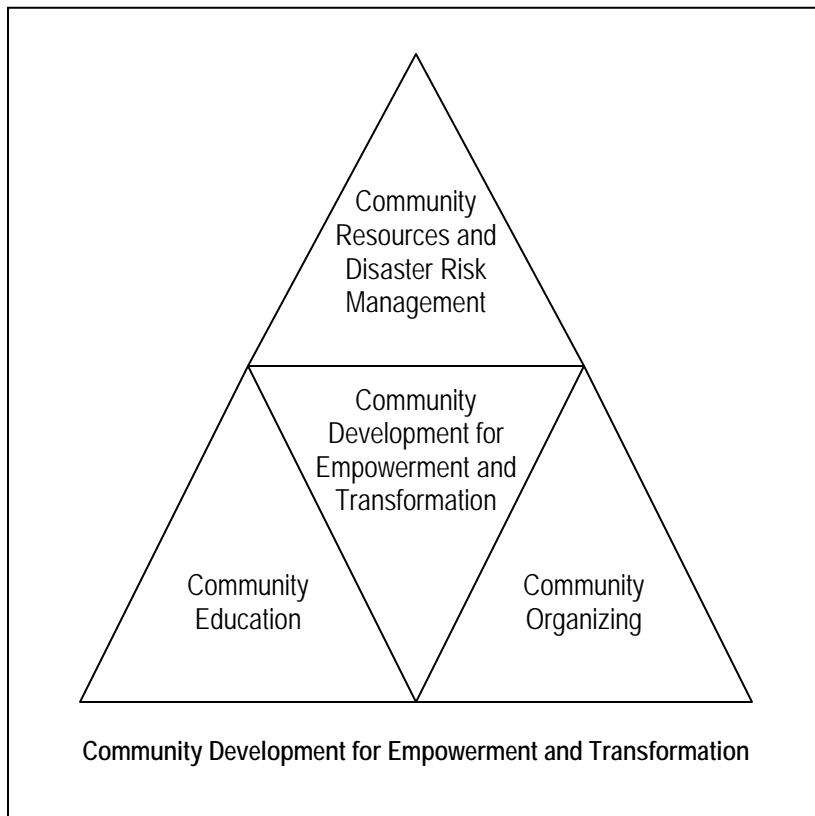 Community
Resources and
Disaster Risk
Management
Community
Development for
Empowerment and
Transformation
Community
Education
Community
Organizing
Community Development for Empowerment and Transformation